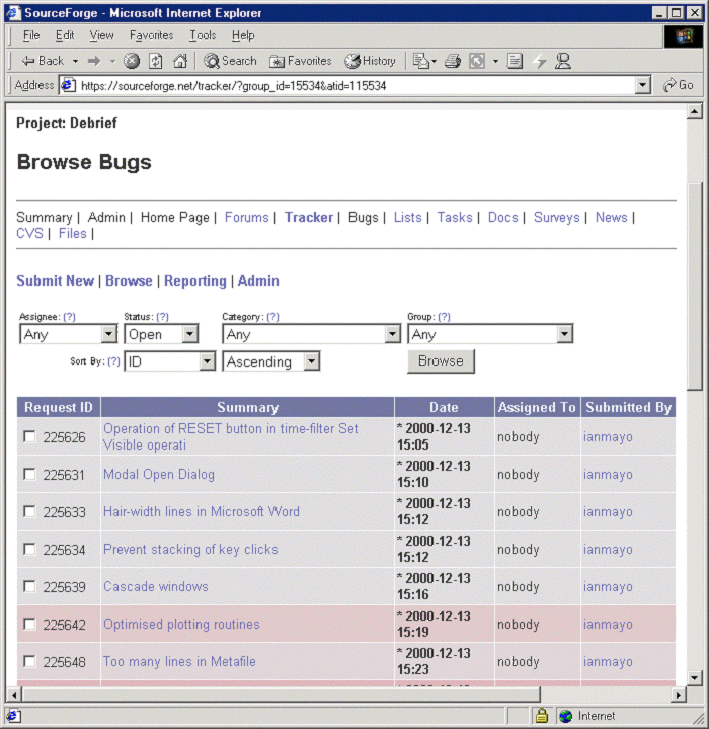 SourceForge - Microsoft Internet Explorer
File Edit View Favorites Tools Help
Back Search Favorites History
Address https://sourceforge.net/tracker/?group_id=15534&atid=115534 Go
Project: Debrief
Browse Bugs
Summary | Admin | Home Page | Forums | Tracker | Bugs | Lists | Tasks | Docs | Surveys | News |
CVS | Files |
Submit New | Browse | Reporting | Admin
Assignee: (?) Status: (?) Category: (?) Group: (?)
Any Open Any Any
Sort By: (?) ID Ascending Browse
Request ID Summary Date Assigned To Submitted By
225626 Operation of RESET button in time-filter Set Visible operati * 2000-12-13 15:05 nobody ianmayo
225631 Modal Open Dialog * 2000-12-13 15:10 nobody ianmayo
225633 Hair-width lines in Microsoft Word * 2000-12-13 15:12 nobody ianmayo
225634 Prevent stacking of key clicks * 2000-12-13 15:12 nobody ianmayo
225639 Cascade windows * 2000-12-13 15:16 nobody ianmayo
225642 Optimised plotting routines * 2000-12-13 15:19 nobody ianmayo
225648 Too many lines in Metafile * 2000-12-13 15:23 nobody ianmayo
Internet